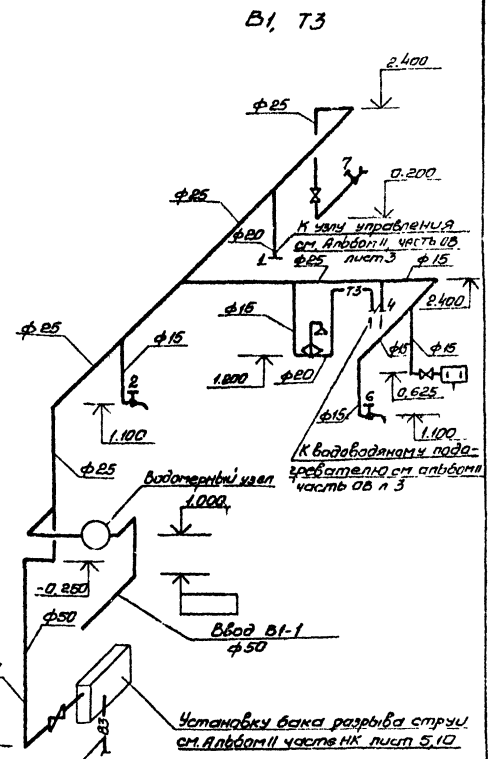 В1, Т3
2.400
ф25
7
0.200
ф25
К узлу управления
ф20
1
см. Альбом II, часть ОВ
лист 3
ф25
ф15
Т3
4
2.400
ф15
ф25
ф15
ф15
ф15
2
1.200
ф20
0.625
2
ф15
6
1.100
1.100
К водоводяному подо-
гревателю см альбом II
часть ОВ л 3
ф25
Водомерный узел
1.000
-0.250
ф50
Ввод В1-1
ф50
Установку бака разрыва струи
см. Альбом II часть НК лист 5,10
В3